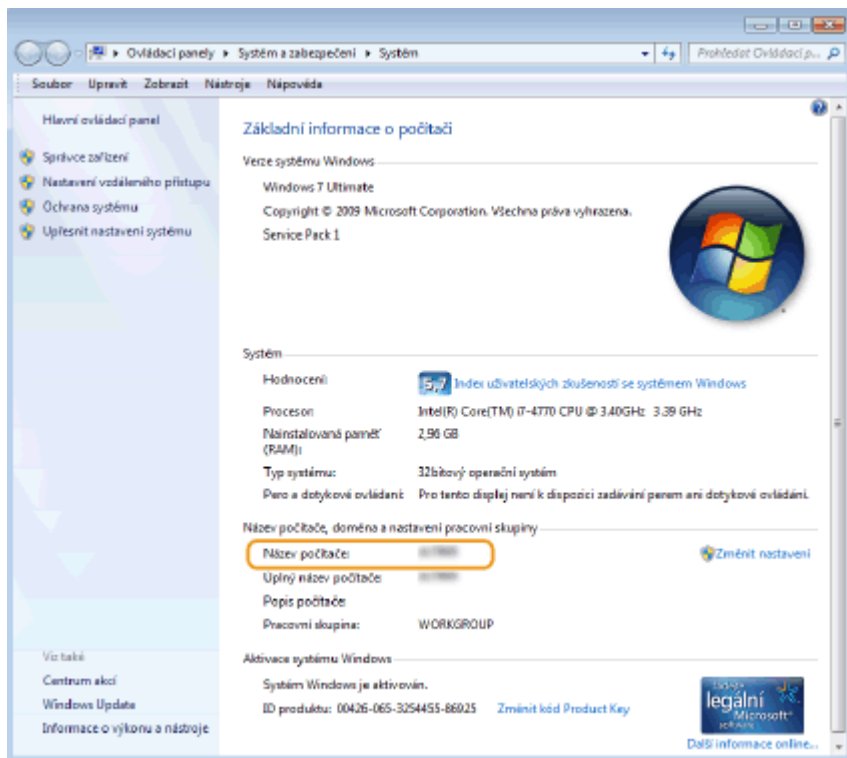 Ovládací panely ▸ Systém a zabezpečení ▸ Systém
Prohledat Ovládací p...
Soubor Upravit Zobrazit Nástroje Nápověda
Hlavní ovládací panel
Správce zařízení
Nastavení vzdáleného přístupu
Ochrana systému
Upřesnit nastavení systému
Základní informace o počítači
Verze systému Windows
Windows 7 Ultimate
Copyright © 2009 Microsoft Corporation. Všechna práva vyhrazena.
Service Pack 1
Systém
Hodnocení: 5,7 Index uživatelských zkušeností se systémem Windows
Procesor: Intel(R) Core(TM) i7-4770 CPU @ 3.40GHz 3.39 GHz
Nainstalovaná paměť 2,96 GB
(RAM):
Typ systému: 32bitový operační systém
Pero a dotykové ovládání: Pro tento displej není k dispozici zadávání perem ani dotykové ovládání.
Název počítače, doména a nastavení pracovní skupiny
Název počítače: Změnit nastavení
Úplný název počítače:
Popis počítače:
Pracovní skupina: WORKGROUP
Aktivace systému Windows
Systém Windows je aktivován.
ID produktu: 00426-065-3254455-86925 Změnit kód Product Key
legální
Microsoft®
software
Další informace online...
Viz také
Centrum akcí
Windows Update
Informace o výkonu a nástroje